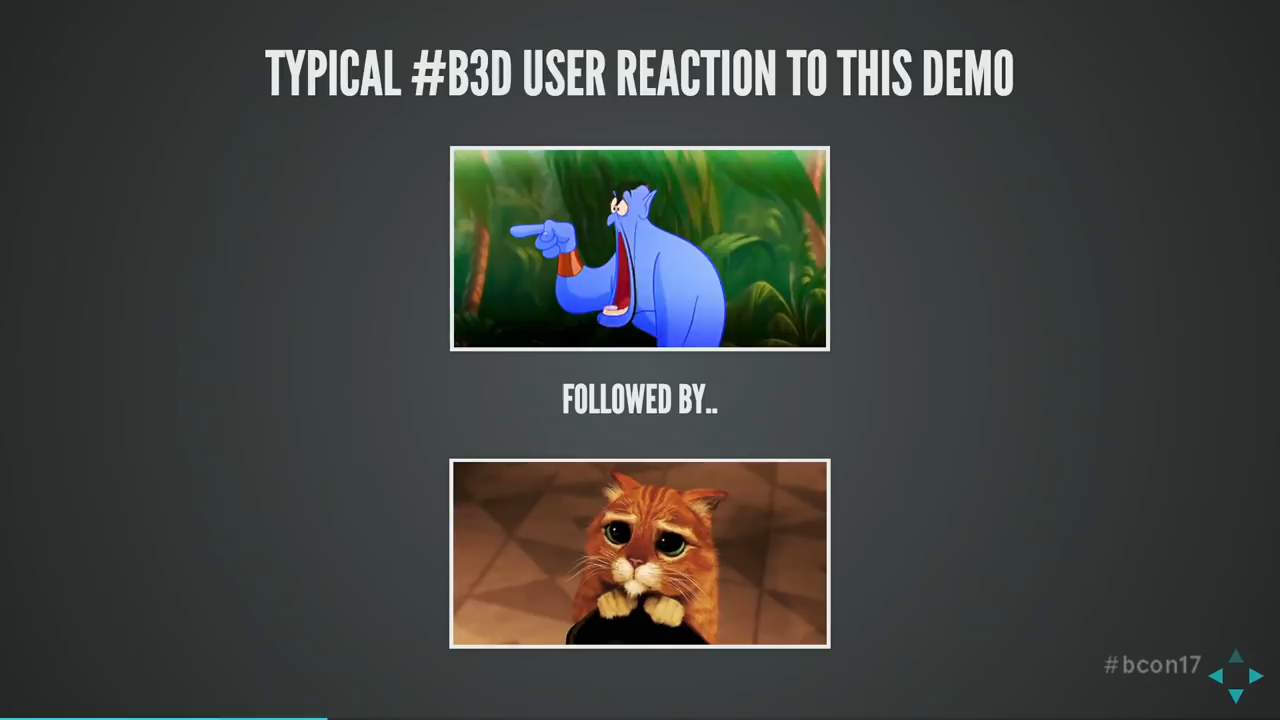 TYPICAL #B3D USER REACTION TO THIS DEMO
FOLLOWED BY..
#bcon17